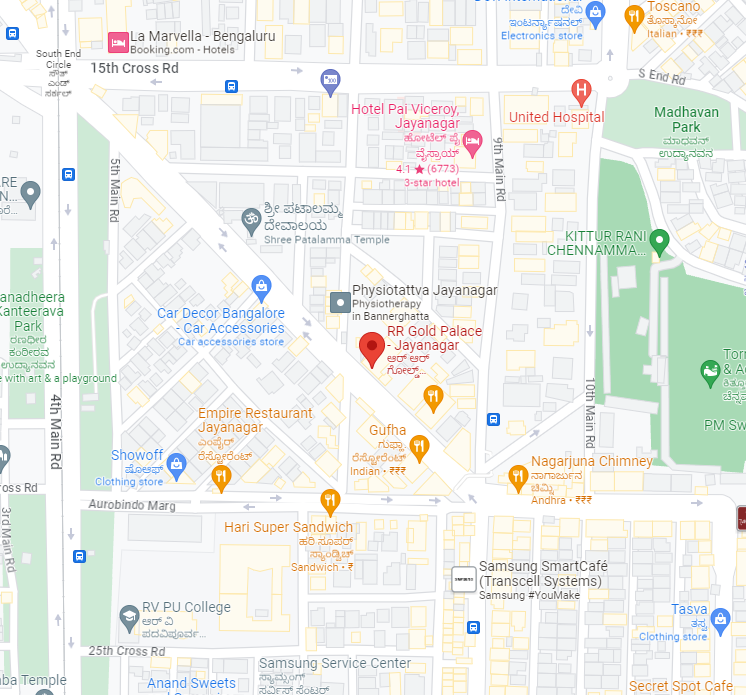 ದೇವಿ
ಇಂಟರ್ನ್ಯಾಷನಲ್
Electronics store
Toscano
ತೊಸ್ಕಾನೋ
Italian • ₹₹₹
La Marvella - Bengaluru
Booking.com - Hotels
South End
Circle
ಸೌತ್
ಎಂಡ್
ಸರ್ಕಲ್
15th Cross Rd
S End Rd
Hotel Pai Viceroy,
Jayanagar
ಹೋಟೆಲ್ ಪೈ
ವೈಸ್ರಾಯ್
4.1 ★ (6773)
3-star hotel
United Hospital
Madhavan
Park
ಮಾಧವನ್
ಉದ್ಯಾನವನ
5th Main Rd
9th Main Rd
ಶ್ರೀ ಪಟಾಲಮ್ಮ
ದೇವಾಲಯ
Shree Patalamma Temple
KITTUR RANI
CHENNAMMA...
Physiotattva Jayanagar
Physiotherapy
in Bannerghatta
Car Decor Bangalore
- Car Accessories
Car accessories store
anadheera
Kanteerava
Park
ರಣಧೀರ
ಕಂಠೀರವ
ಉದ್ಯಾನವನ
e with art & a playground
RR Gold Palace
- Jayanagar
ಆರ್ ಆರ್
ಗೋಲ್ಡ್...
4th Main Rd
10th Main Rd
PM Sw
Empire Restaurant
Jayanagar
ಎಂಪೈರ್
ರೆಸ್ಟೋರೆಂಟ್
Gufha
ಗುಫಾ
ರೆಸ್ಟೋರೆಂಟ್
Indian • ₹₹₹
Showoff
ಷೋಆಫ್
Clothing store
Nagarjuna Chimney
ನಾಗಾರ್ಜುನ
ಚಿಮ್ನಿ
Andhra • ₹₹₹
ross Rd
Aurobindo Marg
3rd Main Rd
Hari Super Sandwich
ಹರಿ ಸೂಪರ್
ಸ್ಯಾಂಡ್ವಿಚ್
Sandwich • ₹
Samsung SmartCafé
(Transcell Systems)
Samsung #YouMake
RV PU College
ಆರ್ ವಿ
ಪದವಿಪೂರ್ವ...
Tasva
ತಸ್ವ
Clothing store
25th Cross Rd
Samsung Service Center
ಸ್ಯಾಮ್ಸಂಗ್
ಸರ್ವಿಸ್ ಸೆಂಟರ್
ba Temple
Anand Sweets
Secret Spot Cafe